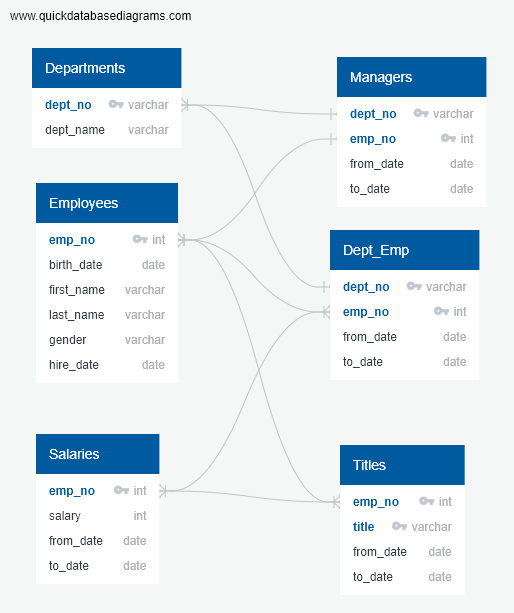 www.quickdatabasediagrams.com
Departments
dept_no varchar
dept_name varchar
Employees
emp_no int
birth_date date
first_name varchar
last_name varchar
gender varchar
hire_date date
Salaries
emp_no int
salary int
from_date date
to_date date
Managers
dept_no varchar
emp_no int
from_date date
to_date date
Dept_Emp
dept_no varchar
emp_no int
from_date date
to_date date
Titles
emp_no int
title varchar
from_date date
to_date date